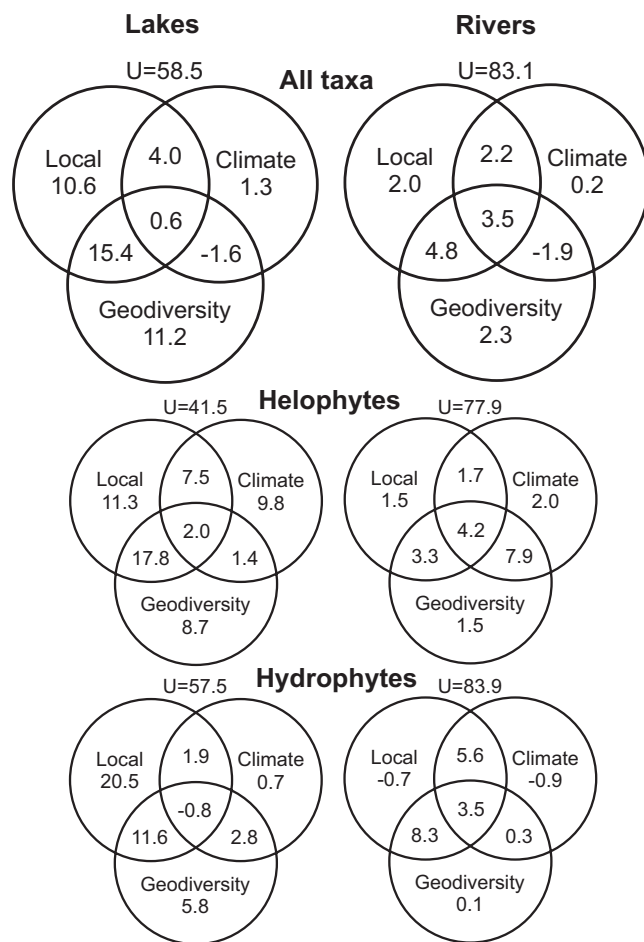 Lakes Rivers
U=58.5 All taxa U=83.1
Local 4.0 Climate Local 2.2 Climate
10.6 1.3 2.0 0.2
0.6 3.5
15.4 -1.6 4.8 -1.9
Geodiversity Geodiversity
11.2 2.3
U=41.5 Helophytes U=77.9
Local 7.5 Climate Local 1.7 Climate
11.3 9.8 1.5 2.0
2.0 4.2
17.8 1.4 3.3 7.9
Geodiversity Geodiversity
8.7 1.5
U=57.5 Hydrophytes U=83.9
Local 1.9 Climate Local 5.6 Climate
20.5 0.7 -0.7 -0.9
-0.8 3.5
11.6 2.8 8.3 0.3
Geodiversity Geodiversity
5.8 0.1